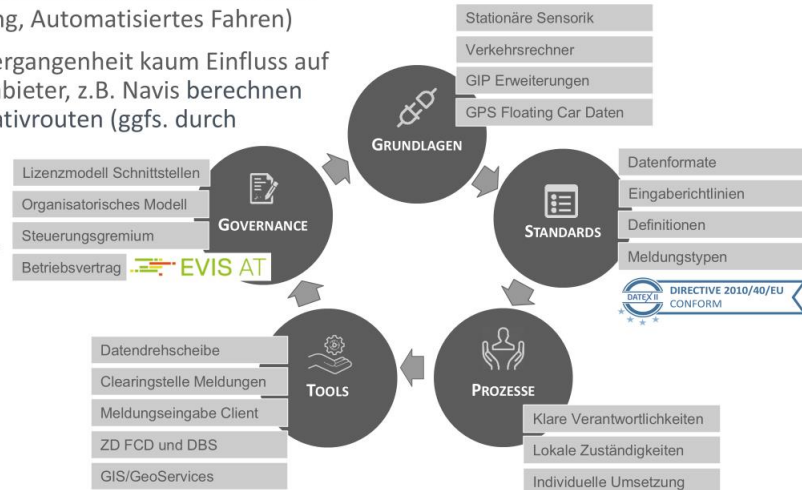 ng, Automatisiertes Fahren)
ergangenheit kaum Einfluss auf
nbieter, z.B. Navis berechnen
ativrouten (ggfs. durch
Stationäre Sensorik
Verkehrsrechner
GIP Erweiterungen
GPS Floating Car Daten
GRUNDLAGEN
Datenformate
Eingaberichtlinien
Definitionen
Meldungstypen
STANDARDS
DATEX II
DIRECTIVE 2010/40/EU
CONFORM
PROZESSE
Klare Verantwortlichkeiten
Lokale Zuständigkeiten
Individuelle Umsetzung
TOOLS
Datendrehscheibe
Clearingstelle Meldungen
Meldungseingabe Client
ZD FCD und DBS
GIS/GeoServices
GOVERNANCE
Lizenzmodell Schnittstellen
Organisatorisches Modell
Steuerungsgremium
Betriebsvertrag
EVIS AT